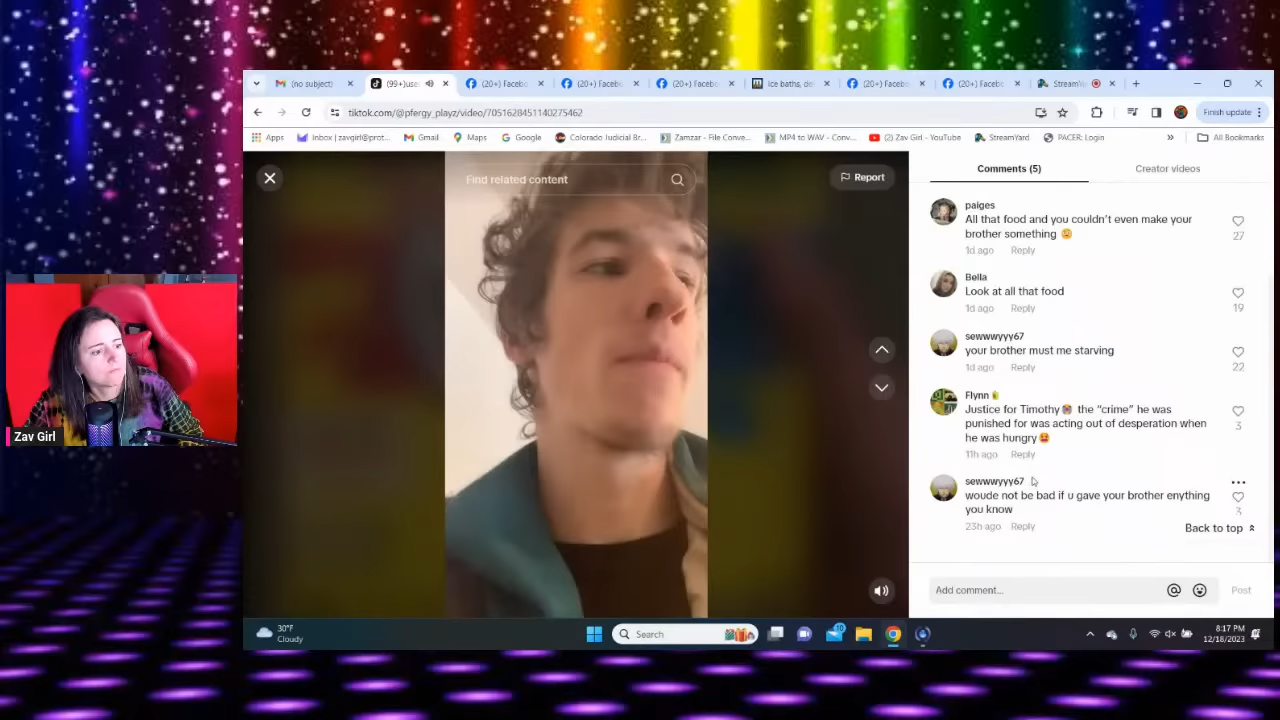 (no subject)
(99+)use
(20+) Facebo
(20+) Facebo
(20+) Facebo
Ice baths, de
(20+) Facebo
(20+) Facebo
StreamYa
tiktok.com/@pfergy_playz/video/7051628451140275462
Finish update
Apps
Inbox | zavgirl@prot...
Gmail
Maps
Google
Colorado Judicial Br...
Zamzar - File Conve...
MP4 to WAV - Conv...
(2) Zav Girl - YouTube
StreamYard
PACER: Login
All Bookmarks
Find related content
Report
Comments (5)
Creator videos
paiges
All that food and you couldn't even make your
brother something 😩
27
1d ago Reply
Bella
Look at all that food
19
1d ago Reply
sewwwyyy67
your brother must me starving
22
1d ago Reply
Flynn
Justice for Timothy😭 the "crime" he was
punished for was acting out of desperation when
he was hungry
3
11h ago Reply
sewwwyyy67
woude not be bad if u gave your brother enything
you know
3
23h ago Reply
Back to top
Add comment...
Post
Zav Girl
30°F
Cloudy
Search
8:17 PM
12/18/2023